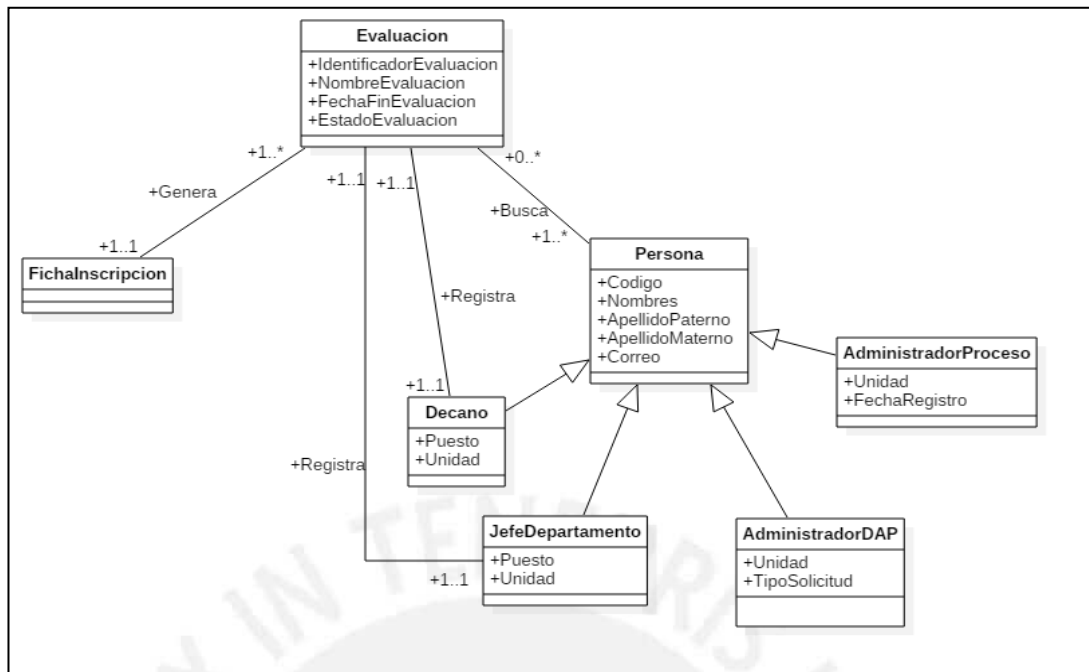 Evaluacion
+IdentificadorEvaluacion
+NombreEvaluacion
+FechaFinEvaluacion
+EstadoEvaluacion
+1..*
+1..1
+1..1
+0..*
+Genera
+Busca
+1..1
+1..*
FichaInscripcion
Persona
+Codigo
+Nombres
+ApellidoPaterno
+ApellidoMaterno
+Correo
+Registra
AdministradorProceso
+Unidad
+FechaRegistro
+1..1
Decano
+Puesto
+Unidad
+Registra
JefeDepartamento
+Puesto
+Unidad
+1..1
AdministradorDAP
+Unidad
+TipoSolicitud